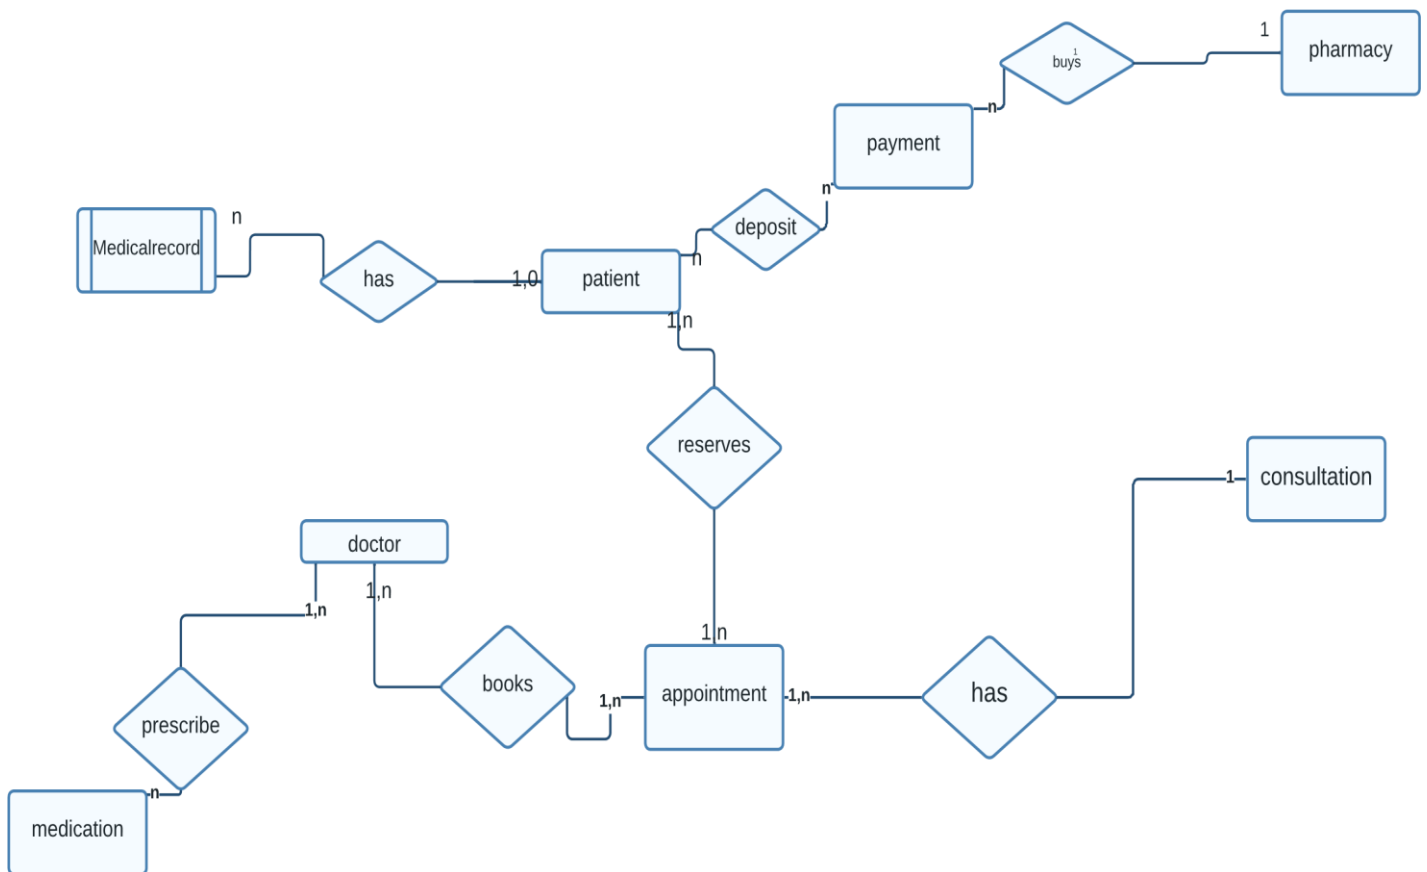 1
pharmacy
1
buys
n
payment
n
deposit
n
Medicalrecord
n
has
1,0
patient
1,n
reserves
1,n
consultation
1
doctor
1,n
1,n
books
1,n
appointment
1,n
has
prescribe
n
medication